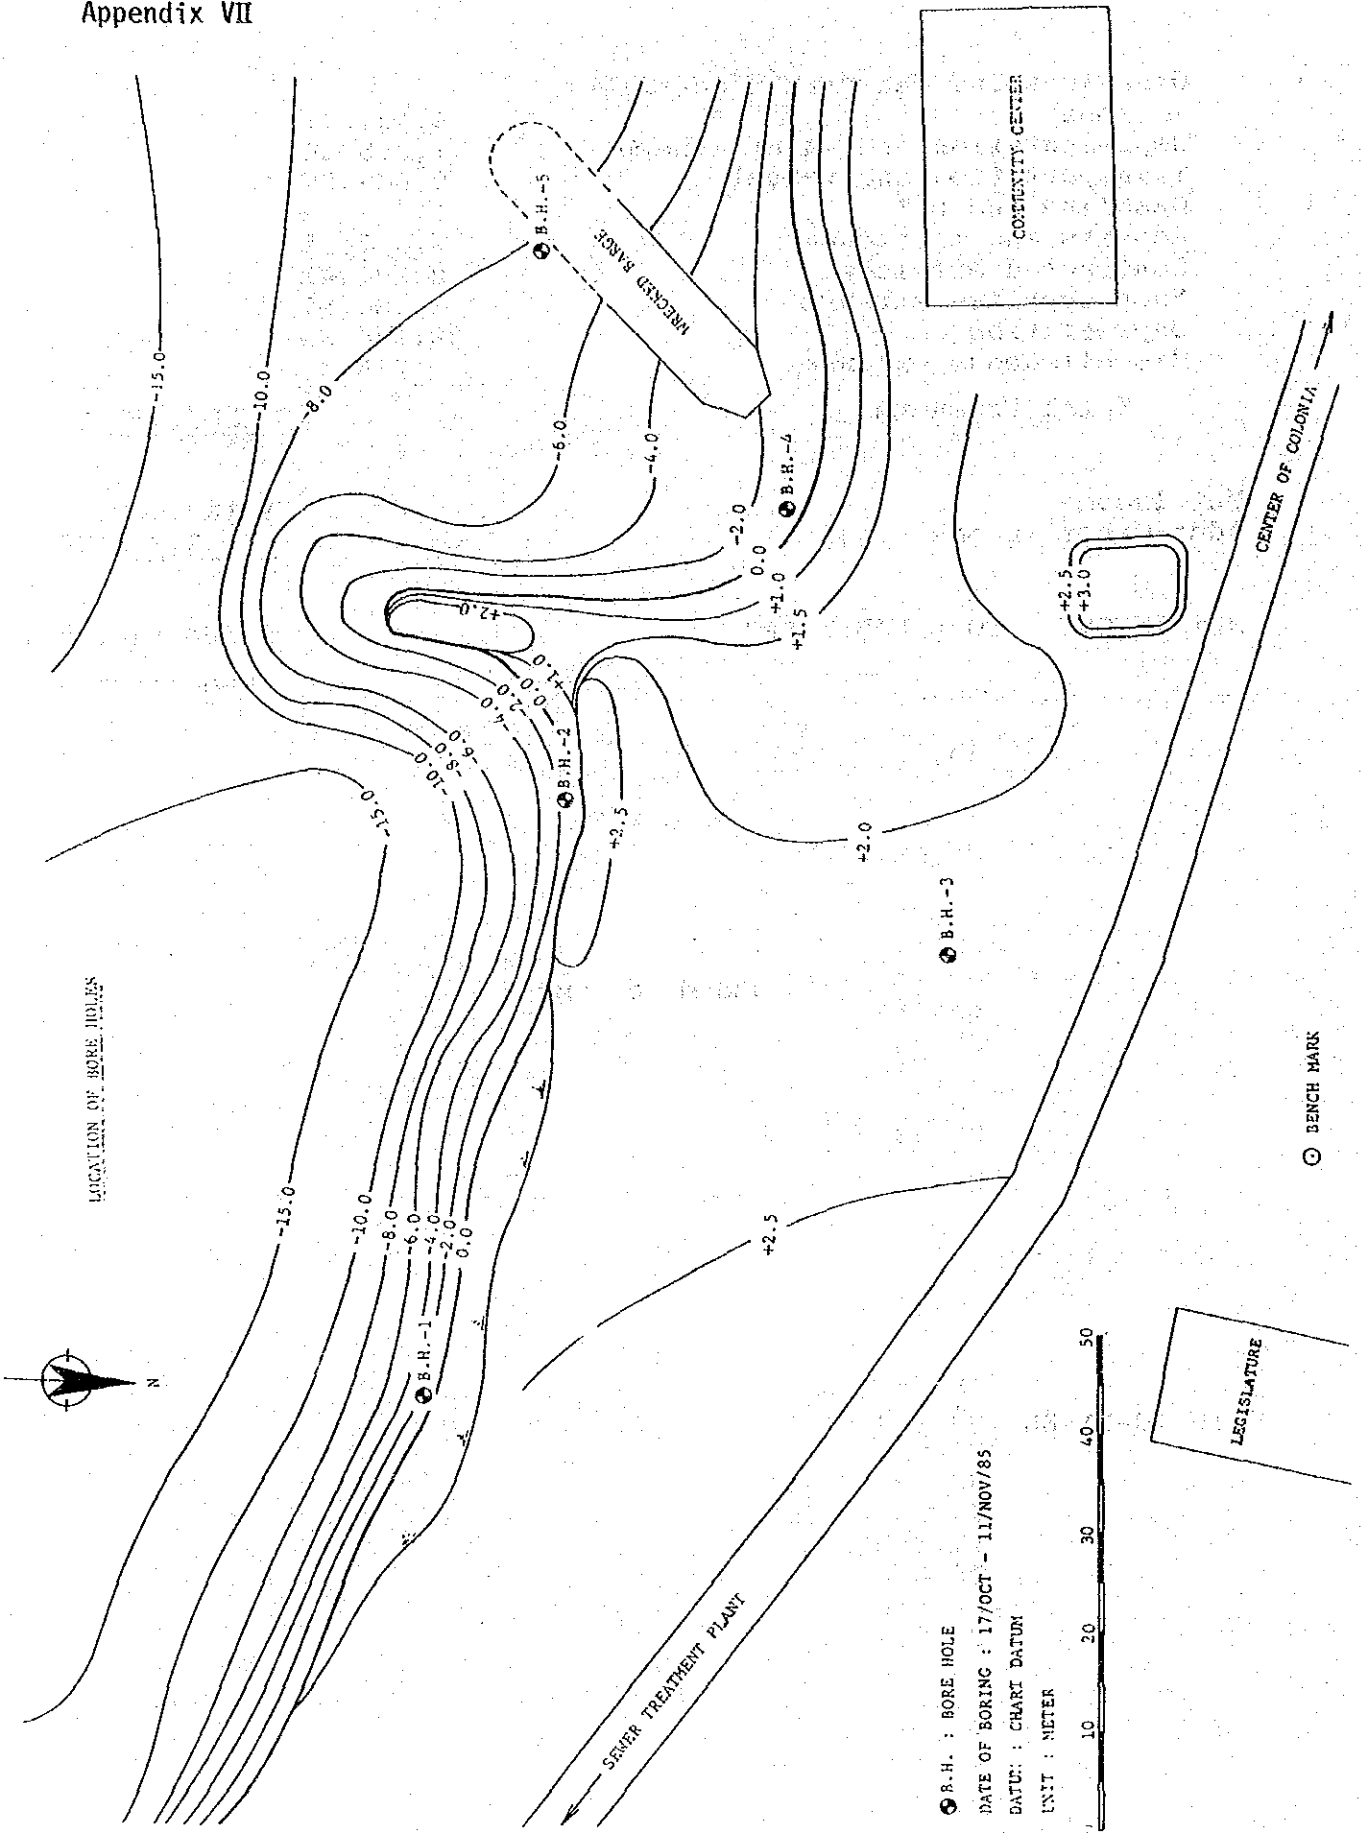 Appendix VII
LOCATION OF BORE HOLES
N
-15.0
-10.0
-8.0
-6.0
-4.0
-2.0
0.0
+1.0
+1.5
B.H.-5
WRECKED BARGE
B.H.-4
COMMUNITY CENTER
+2.0
+1.0
0.0
-2.0
-4.0
-6.0
-8.0
-10.0
-15.0
B.H.-2
+2.5
+2.0
+2.5
+3.0
CENTER OF COLONIA
B.H.-3
-15.0
-10.0
-8.0
-6.0
-4.0
-2.0
0.0
B.H.-1
+2.5
BENCH MARK
LEGISLATURE
SEWER TREATMENT PLANT
B.H. : BORE HOLE
DATE OF BORING : 17/OCT - 11/NOV/85
DATUM : CHART DATUM
UNIT : METER
10 20 30 40 50